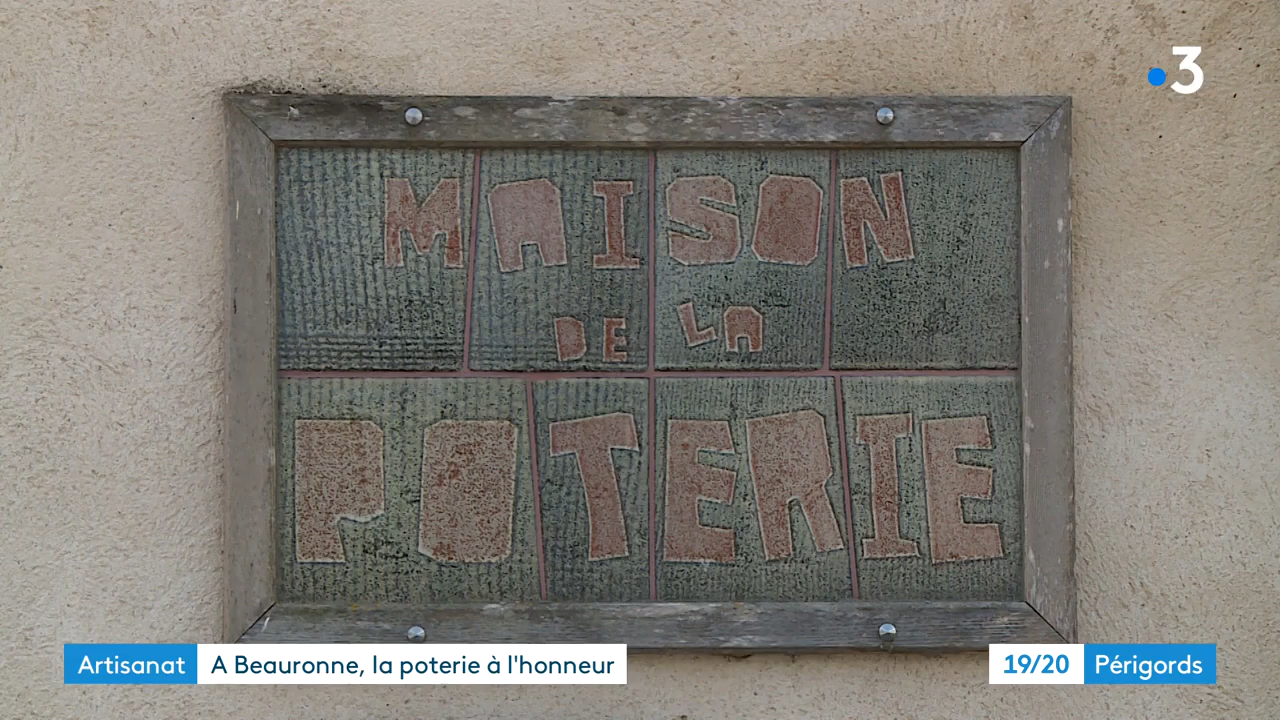 3
MAISON
DE LA
POTERIE
Artisanat A Beauronne, la poterie à l'honneur
19/20 Périgords